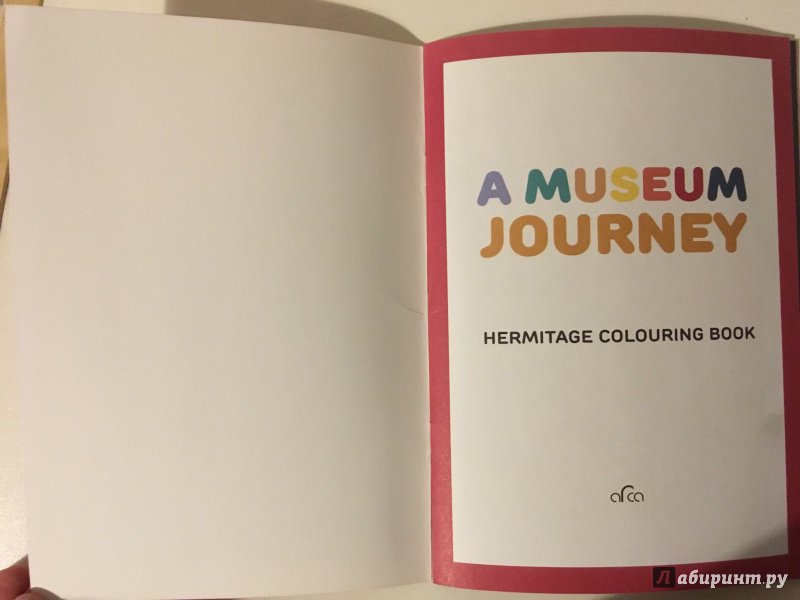 A MUSEUM
JOURNEY
HERMITAGE COLOURING BOOK
arca
Лабиринт.ру